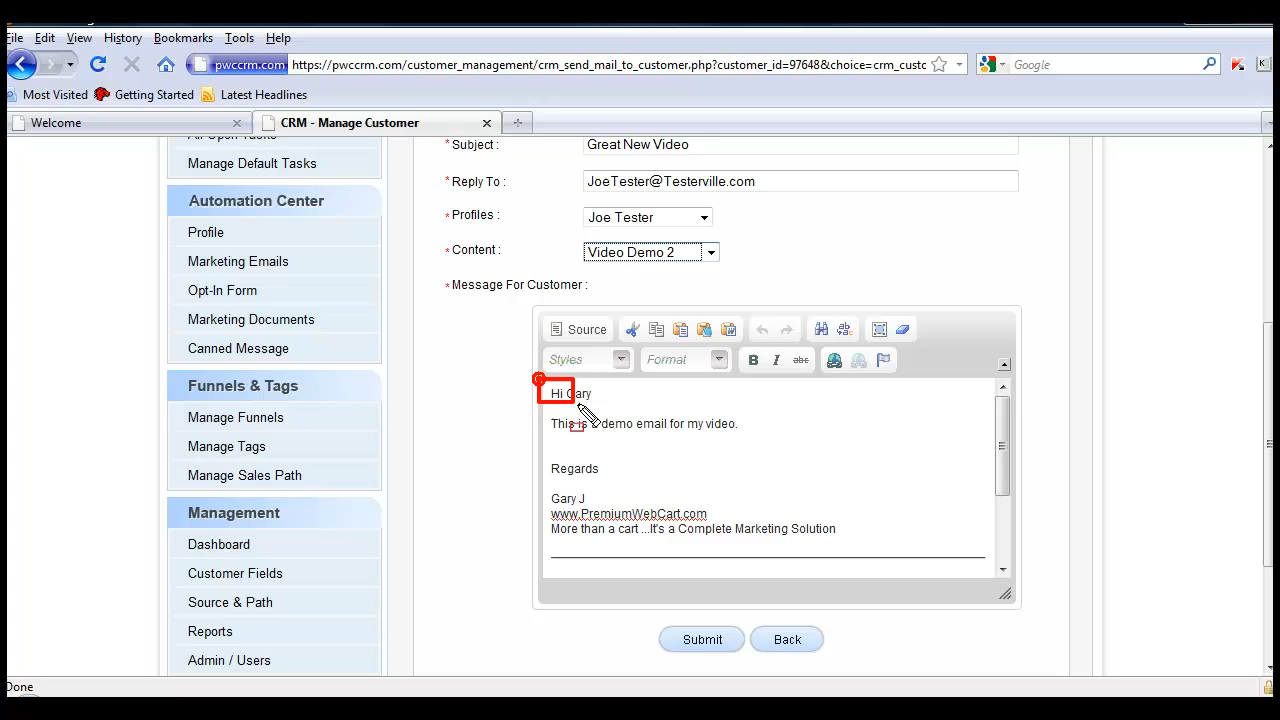 File Edit View History Bookmarks Tools Help
pwccrm.com https://pwccrm.com/customer_management/crm_send_mail_to_customer.php?customer_id=97648&choice=crm_custc Google K
Most Visited Getting Started Latest Headlines
Welcome CRM - Manage Customer
Manage Default Tasks
Automation Center
Profile
Marketing Emails
Opt-In Form
Marketing Documents
Canned Message
Funnels & Tags
Manage Funnels
Manage Tags
Manage Sales Path
Management
Dashboard
Customer Fields
Source & Path
Reports
Admin / Users
* Subject : Great New Video
* Reply To : JoeTester@Testerville.com
* Profiles : Joe Tester
* Content : Video Demo 2
* Message For Customer :
Source
Styles Format B I abc
Hi Gary
This is a demo email for my video.
Regards
Gary J
www.PremiumWebCart.com
More than a cart ...It's a Complete Marketing Solution
Submit Back
Done